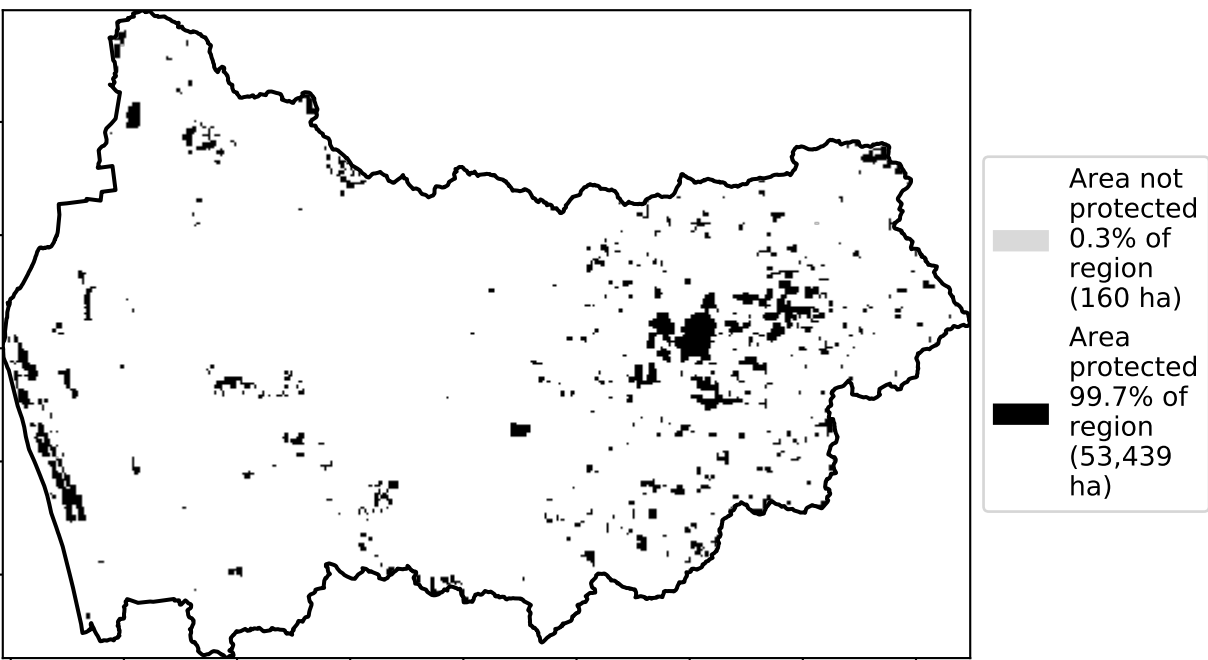 Area not
protected
0.3% of
region
(160 ha)
Area
protected
99.7% of
region
(53,439
ha)